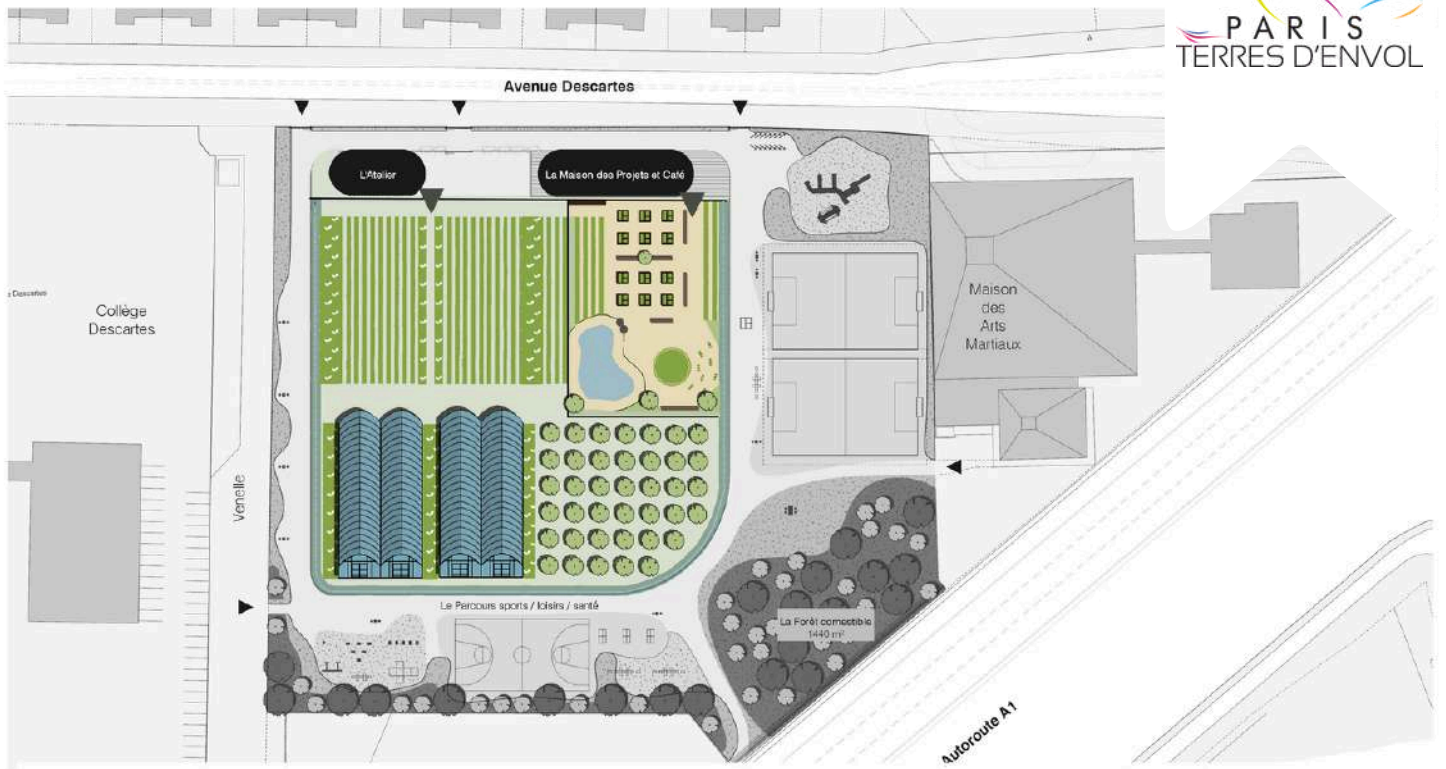 PARIS
TERRES D'ENVOL
Avenue Descartes
L'Atelier
La Maison des Projets et Café
Descartes
Collège
Descartes
Maison
des
Arts
Martiaux
Venelle
Le Parcours sports / loisirs / santé
La Forêt comestible
1440 m²
Autoroute A1